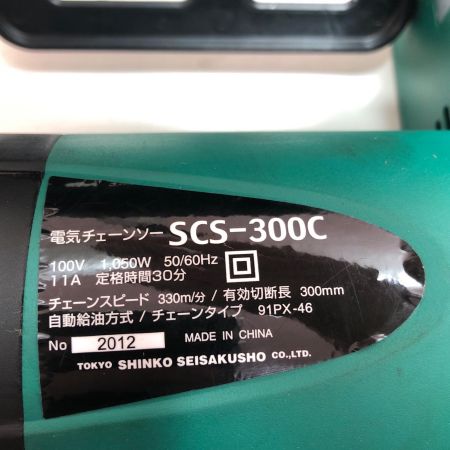 電気チェーンソー SCS-300C
100V 1,050W 50/60Hz
11A 定格時間30分
チェーンスピード 330m/分 / 有効切断長 300mm
自動給油方式 / チェーンタイプ 91PX-46
No 2012 MADE IN CHINA
TOKYO SHINKO SEISAKUSHO CO.,LTD.